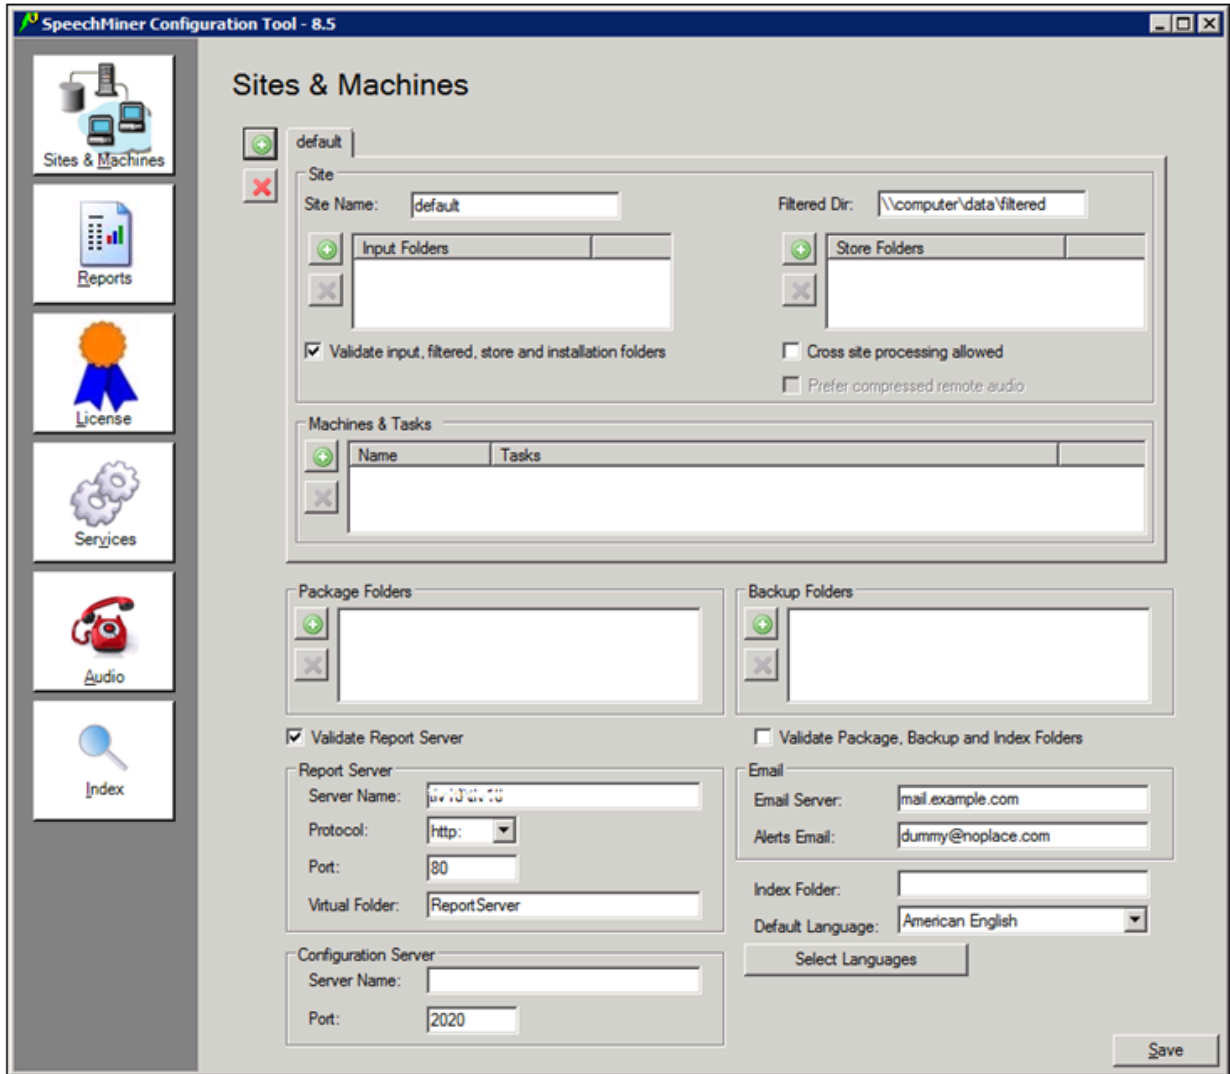 SpeechMiner Configuration Tool - 8.5
Sites & Machines
Reports
License
Services
Audio
Index
Sites & Machines
default
Site
Site Name: default
Filtered Dir: \\computer\data\filtered
Input Folders
Store Folders
Validate input, filtered, store and installation folders
Cross site processing allowed
Prefer compressed remote audio
Machines & Tasks
Name Tasks
Package Folders
Backup Folders
Validate Report Server
Validate Package, Backup and Index Folders
Report Server
Server Name:
Protocol: http:
Port: 80
Virtual Folder: ReportServer
Email
Email Server: mail.example.com
Alerts Email: dummy@noplace.com
Index Folder:
Default Language: American English
Select Languages
Configuration Server
Server Name:
Port: 2020
Save